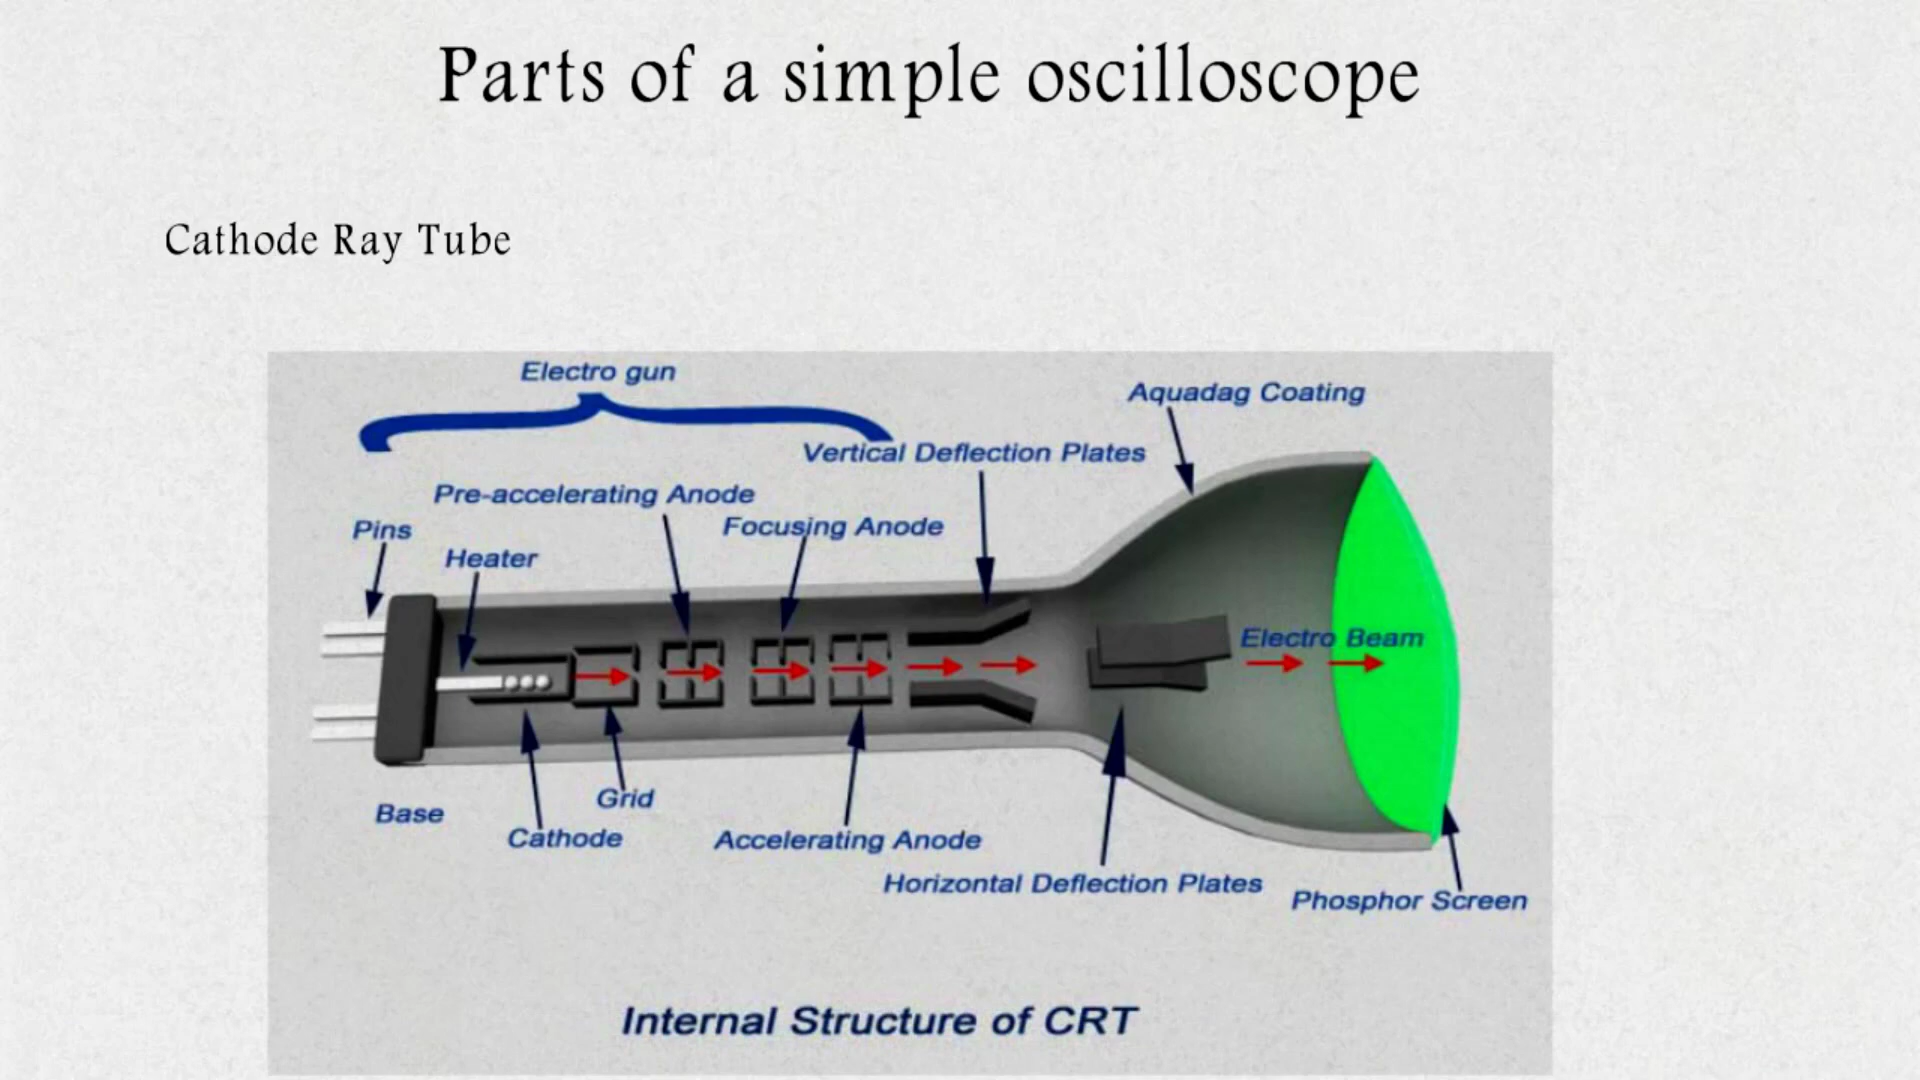 Parts of a simple oscilloscope
Cathode Ray Tube
Electro gun
Aquadag Coating
Vertical Deflection Plates
Pre-accelerating Anode
Focusing Anode
Pins
Heater
Electro Beam
Grid
Base
Cathode
Accelerating Anode
Horizontal Deflection Plates
Phosphor Screen
Internal Structure of CRT